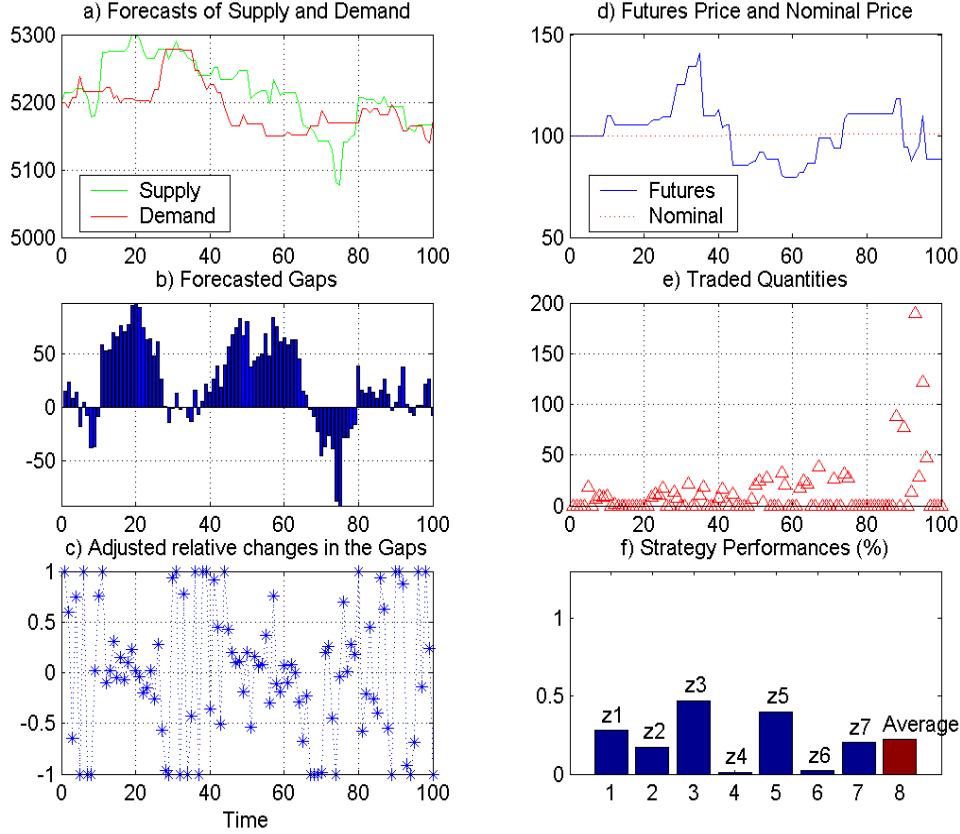 a) Forecasts of Supply and Demand
5300
5200
5100
5000
Supply
Demand
0 20 40 60 80 100
b) Forecasted Gaps
50
0
-50
0 20 40 60 80 100
c) Adjusted relative changes in the Gaps
1
0.5
0
-0.5
-1
0 20 40 60 80 100
Time
d) Futures Price and Nominal Price
150
100
50
Futures
Nominal
0 20 40 60 80 100
e) Traded Quantities
200
150
100
50
0
0 20 40 60 80 100
f) Strategy Performances (%)
1
0.5
0
z1 z2 z3 z4 z5 z6 z7 Average
1 2 3 4 5 6 7 8